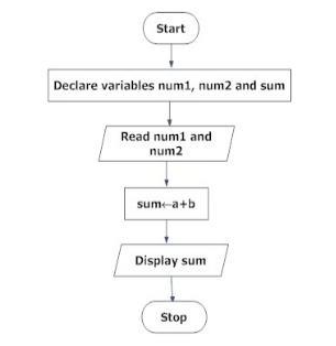 Start
Declare variables num1, num2 and sum
Read num1 and
num2
sum←a+b
Display sum
Stop